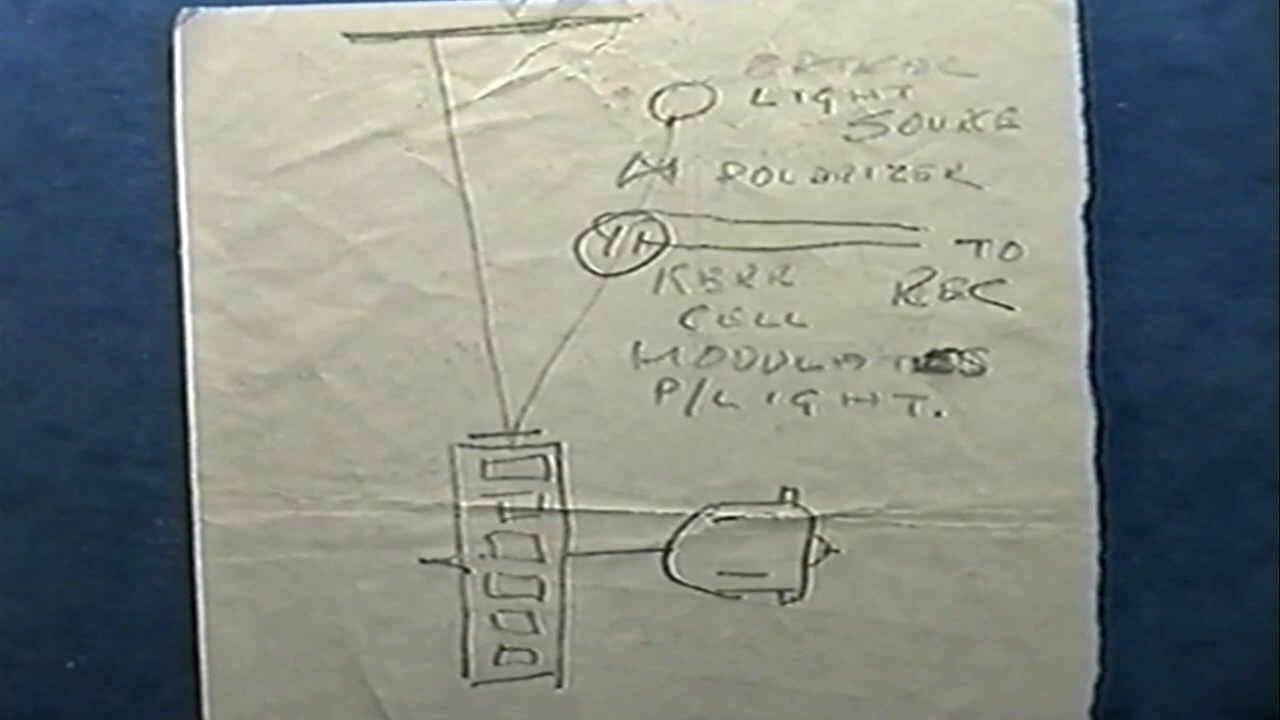 LIGHT
SOURCE
POLARIZER
TO
REC
KERR
CELL
MODULATES
P/LIGHT.